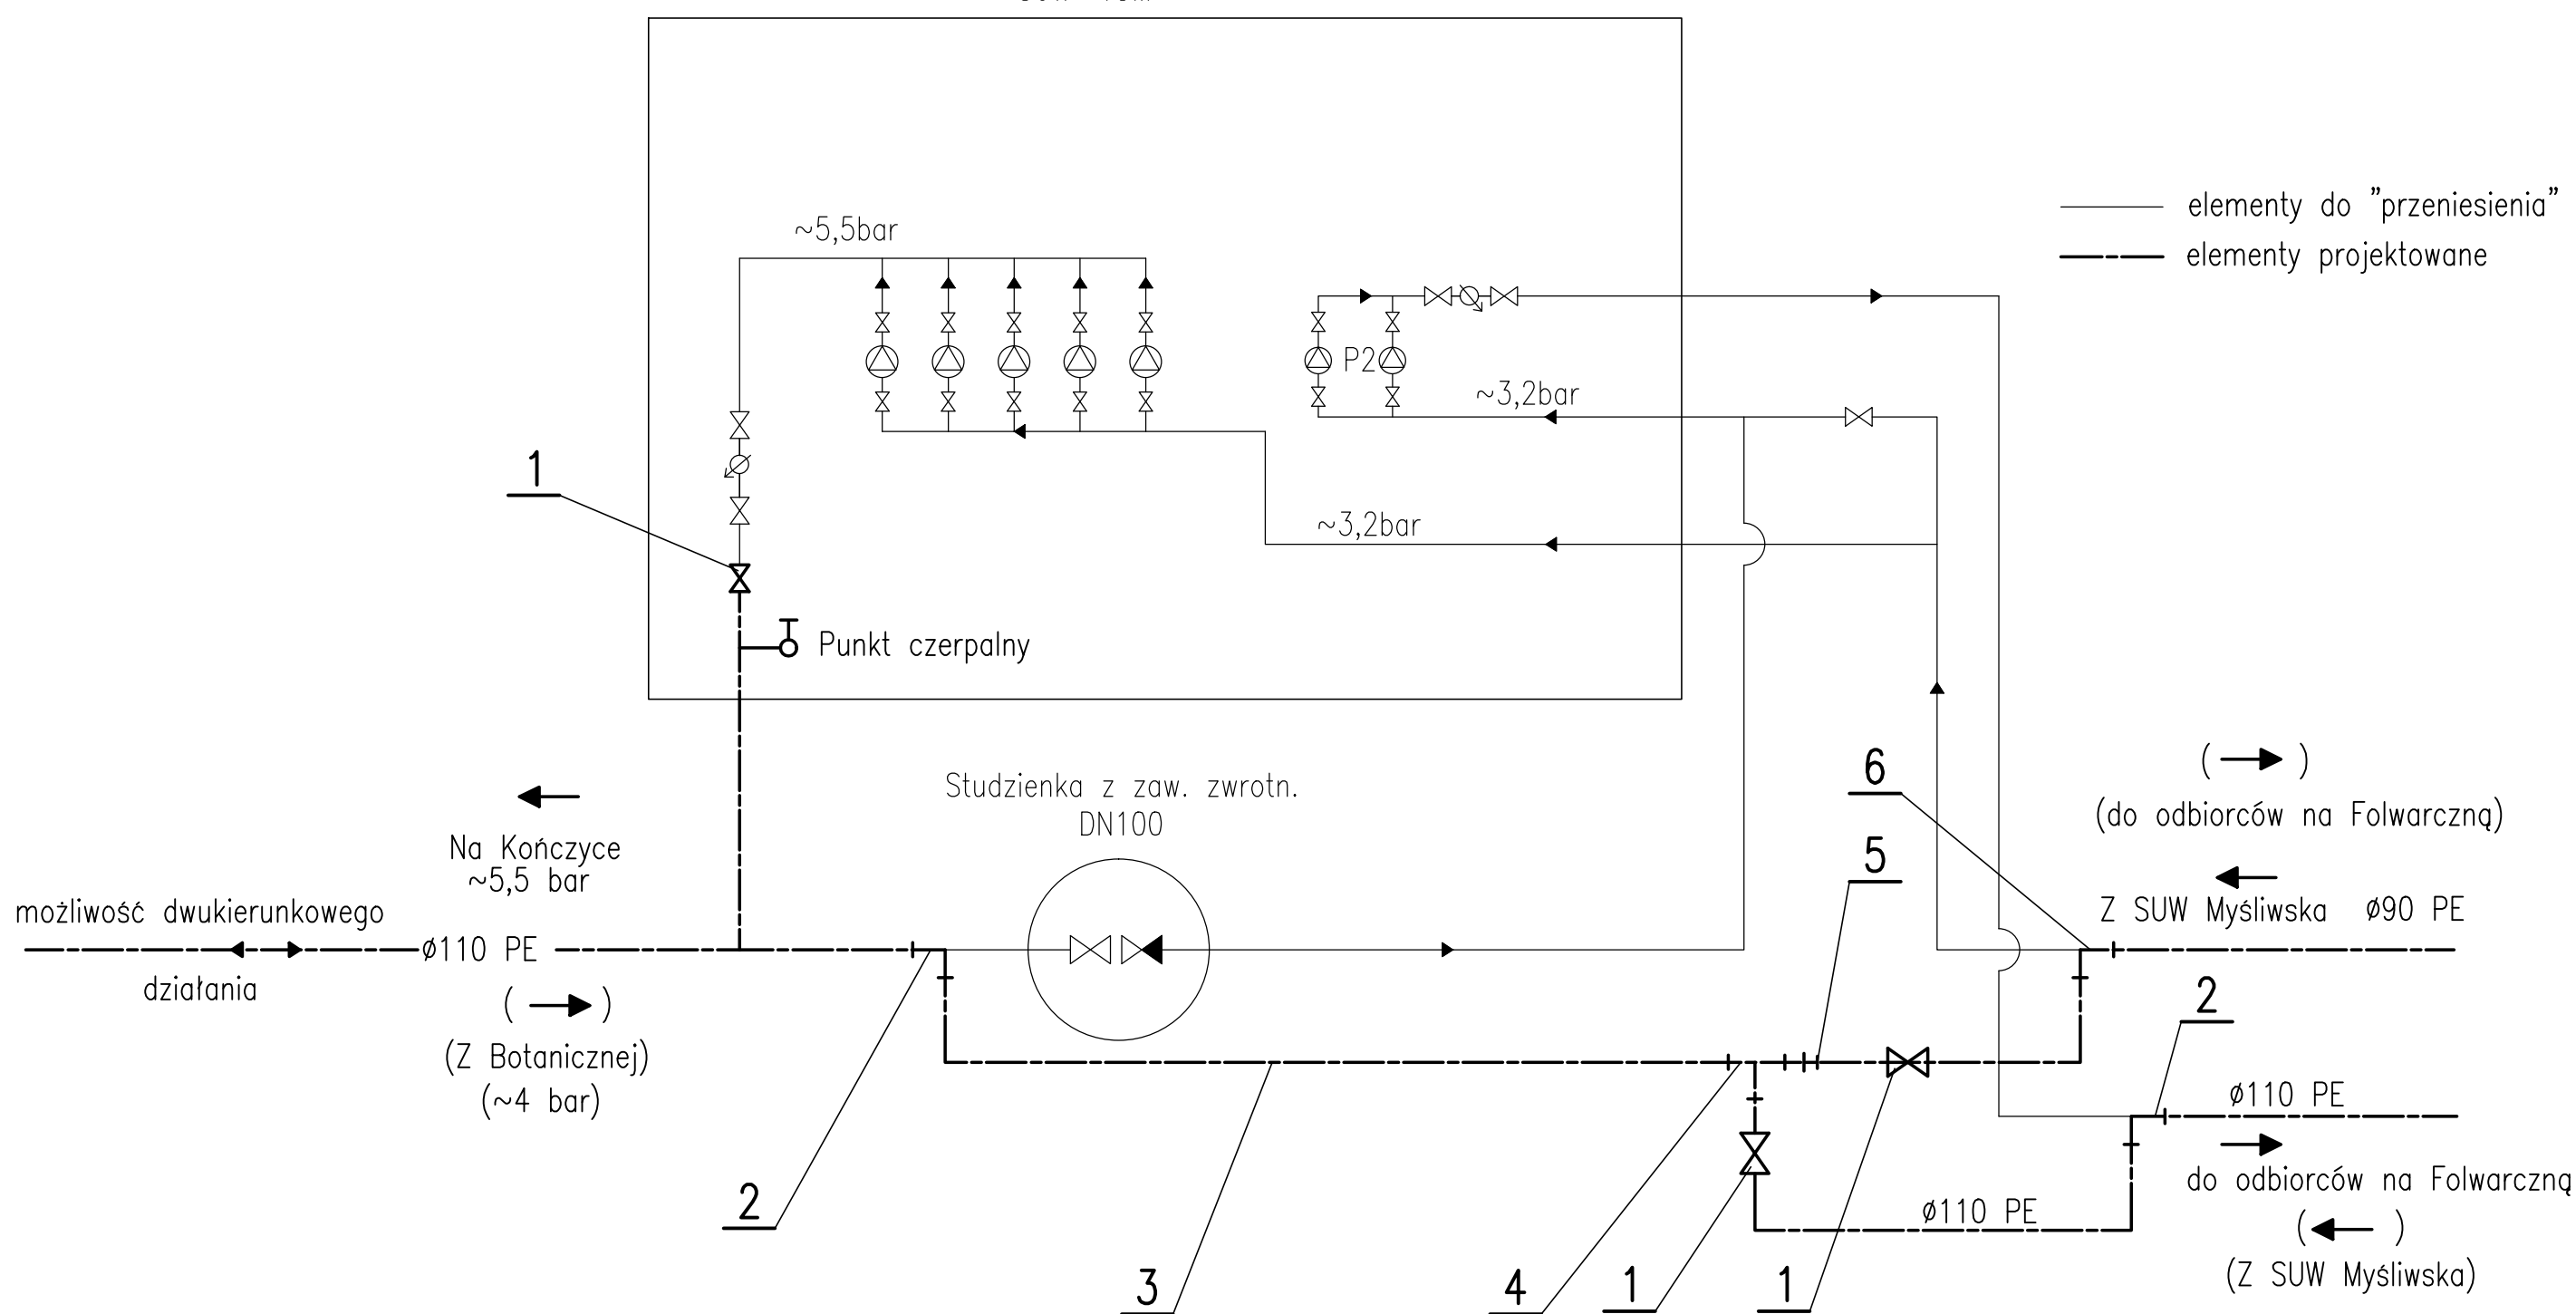 elementy do "przeniesienia"
elementy projektowane
~5,5bar
P2
~3,2bar
~3,2bar
1
Punkt czerpalny
Studzienka z zaw. zwrotn.
DN100
6
( )
(do odbiorców na Folwarczną)
5
Na Kończyce
~5,5 bar
Z SUW Myśliwska ø90 PE
możliwość dwukierunkowego
ø110 PE
działania
( )
(Z Botanicznej)
(~4 bar)
2
ø110 PE
do odbiorców na Folwarczną
2
ø110 PE
( )
(Z SUW Myśliwska)
3
4
1
1